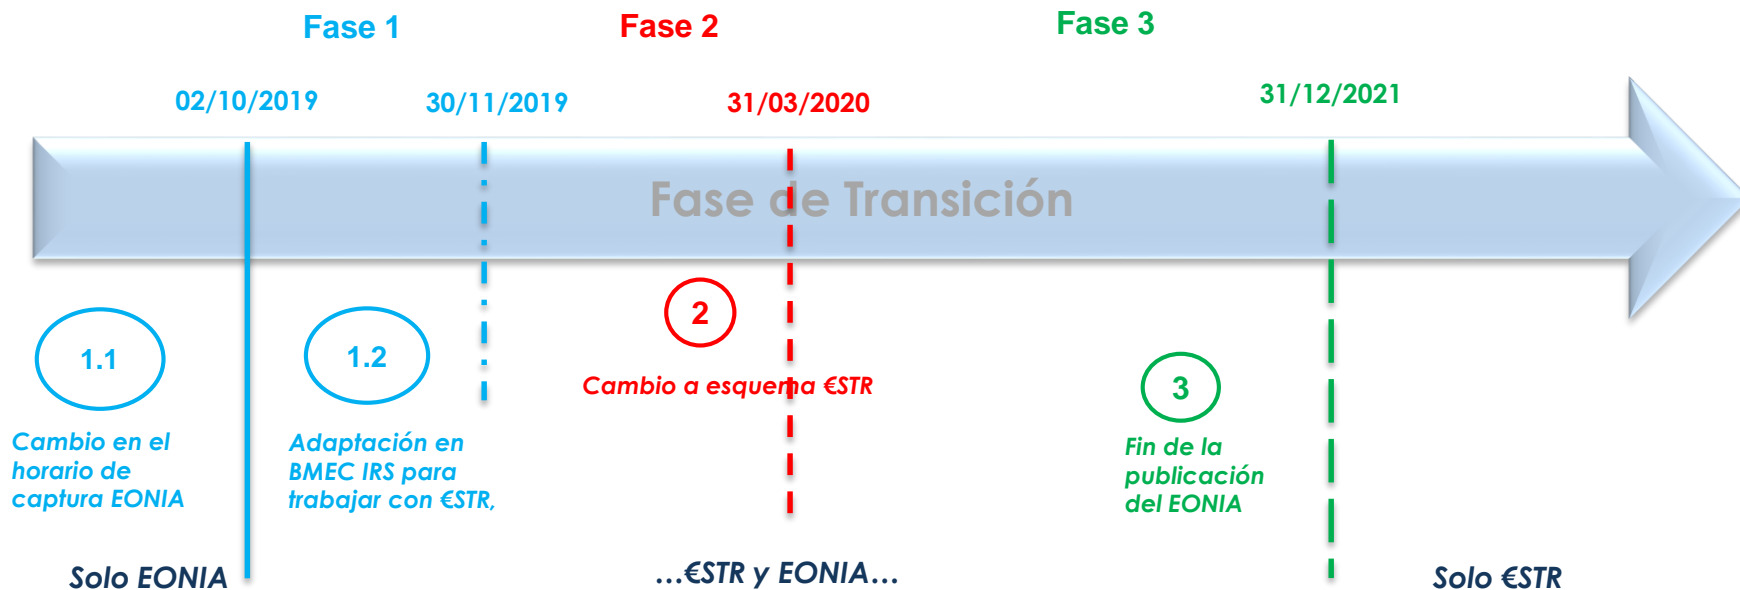 Fase 1
Fase 2
Fase 3
02/10/2019
30/11/2019
31/03/2020
31/12/2021
Fase de Transición
1.1
Cambio en el
horario de
captura EONIA
1.2
Adaptación en
BMEC IRS para
trabajar con €STR,
2
Cambio a esquema €STR
3
Fin de la
publicación
del EONIA
Solo EONIA
...€STR y EONIA...
Solo €STR